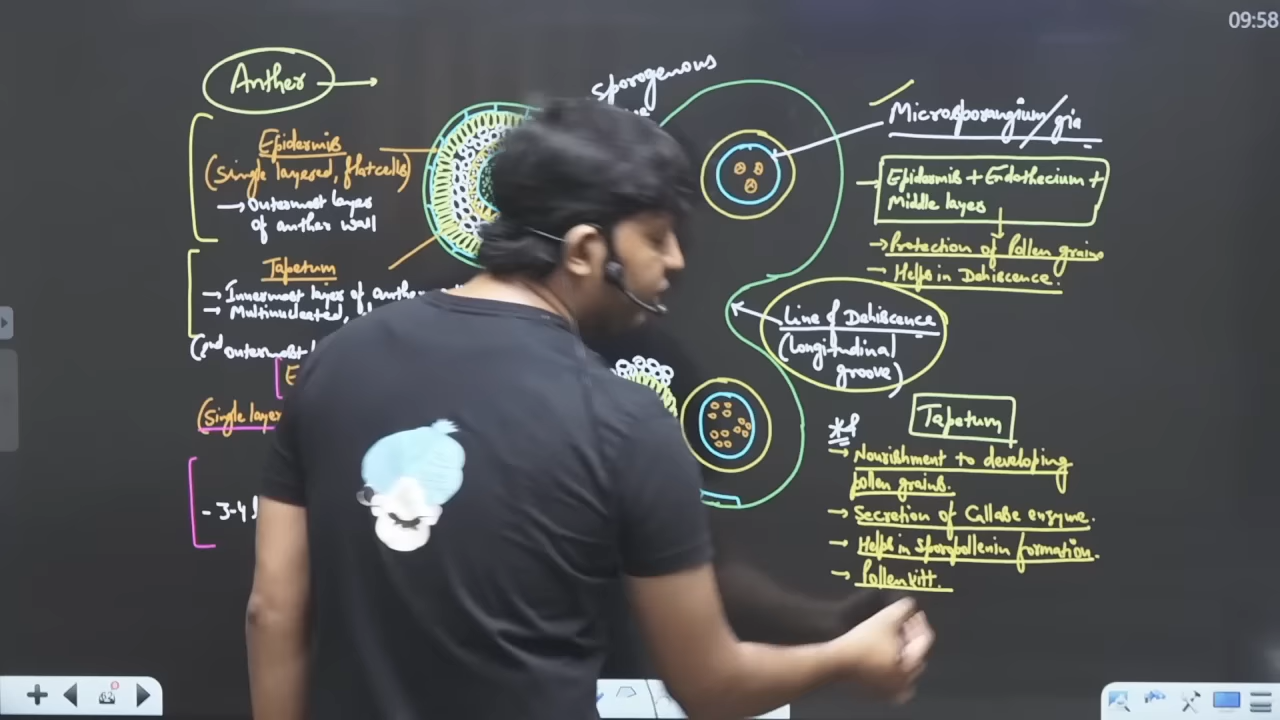 09:58
Anther
Epidermis
(Single layered, flat cells)
→ Outermost layer
of anther wall
Tapetum
→ Innermost layer of anther
→ Multinucleated,
(2nd outermost
(Single layer
- 3-4
Sporogenous
Microsporangium/gia
→ Epidermis + Endothecium +
Middle layer
→ Protection of Pollen grains
→ Helps in Dehiscence.
Line of Dehiscence
(longitudinal
groove)
Tapetum
→ Nourishment to developing
pollen grains.
→ Secretion of Callase enzyme.
→ Helps in sporopollenin formation.
→ Pollenkitt.